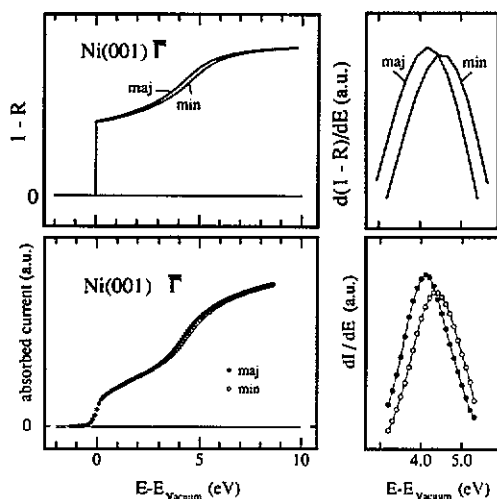 Ni(001) Γ̄
maj
min
1 - R
0
maj
min
d(1 - R)/dE (a.u.)
Ni(001) Γ̄
absorbed current (a.u.)
maj
min
0
0 5 10
E-E_Vacuum (eV)
dI/dE (a.u.)
4.0 5.0
E-E_Vacuum (eV)